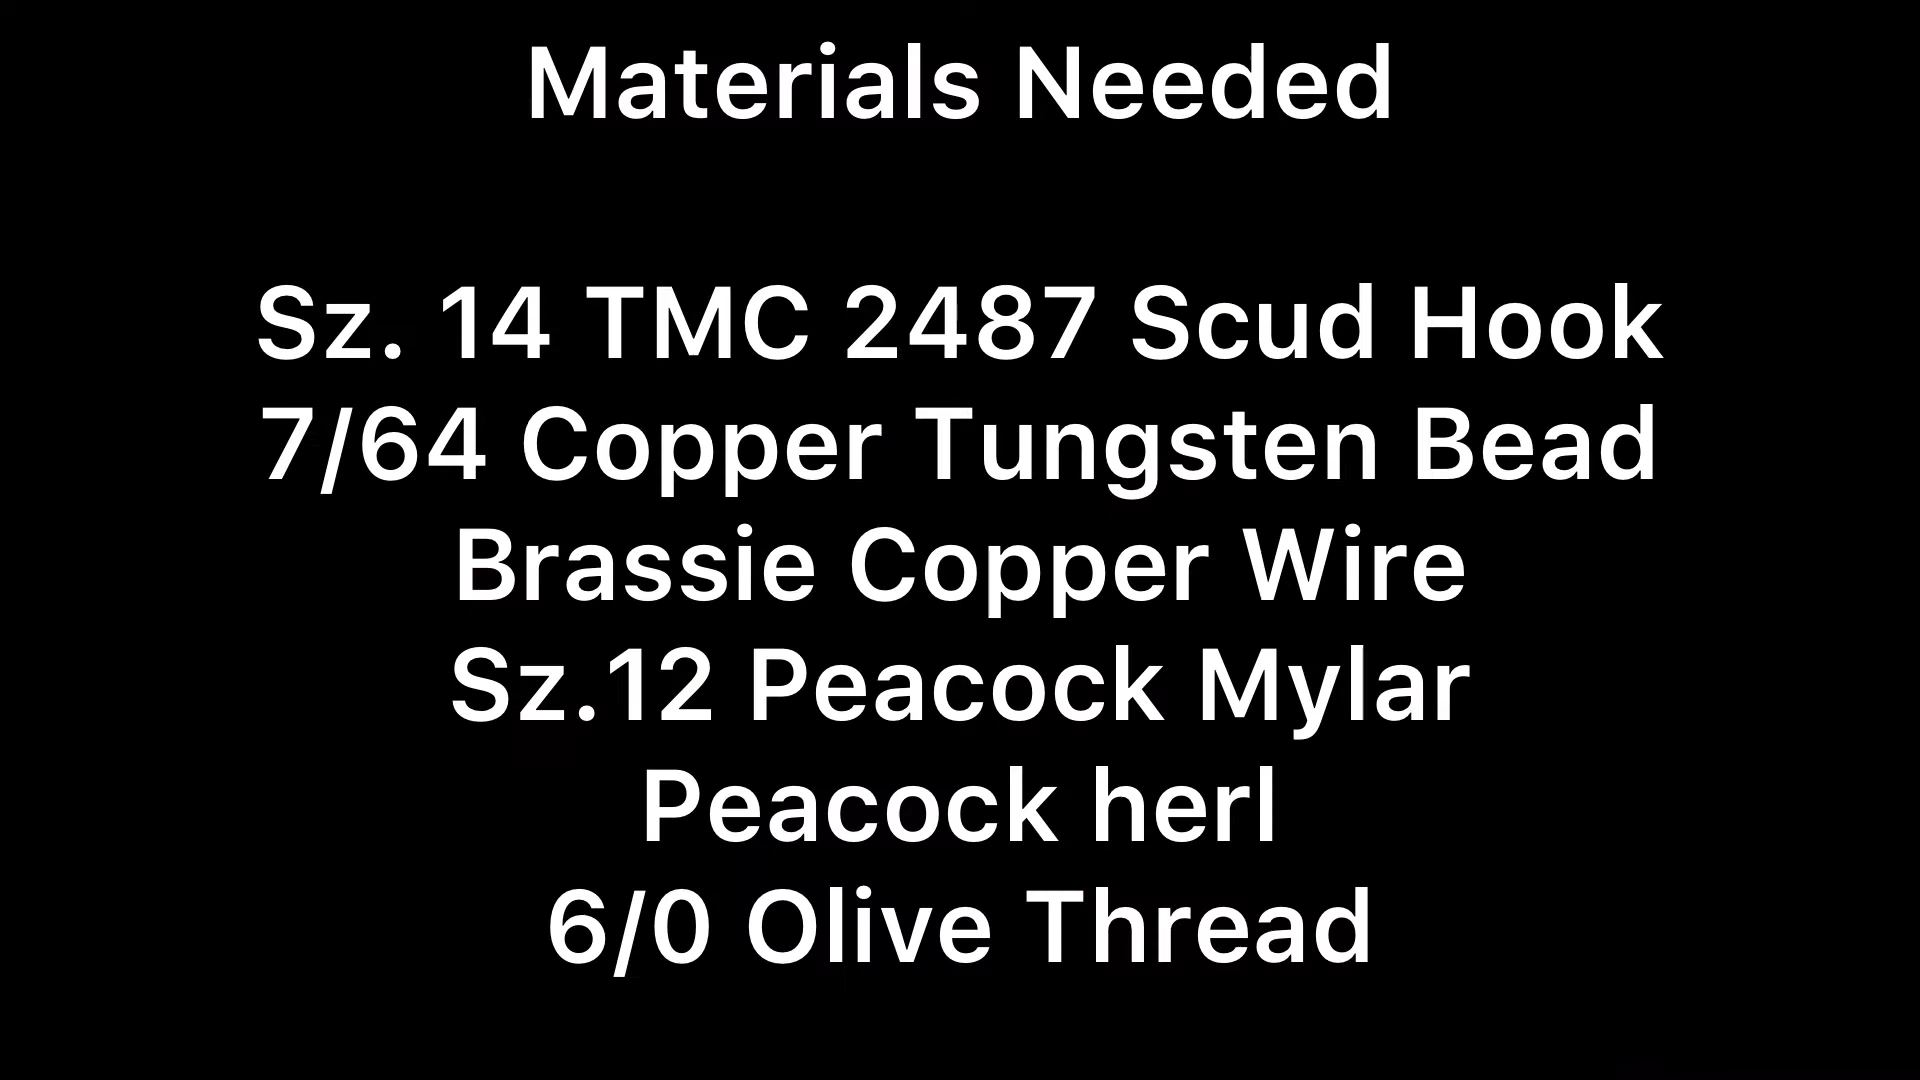 Materials Needed
Sz. 14 TMC 2487 Scud Hook
7/64 Copper Tungsten Bead
Brassie Copper Wire
Sz.12 Peacock Mylar
Peacock herl
6/0 Olive Thread